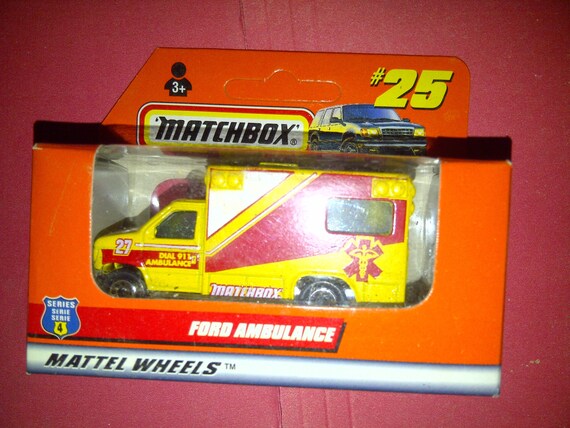 3+
#25
MATCHBOX®
27
DIAL 911
AMBULANCE
MATCHBOX
SERIES
SERIE
SERIE
4
FORD AMBULANCE
MATTEL WHEELS™